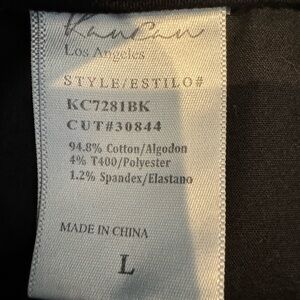 KanCan
Los Angeles
STYLE/ESTILO#
KC7281BK
CUT#30844
94.8% Cotton/Algodon
4% T400/Polyester
1.2% Spandex/Elastano
MADE IN CHINA
L